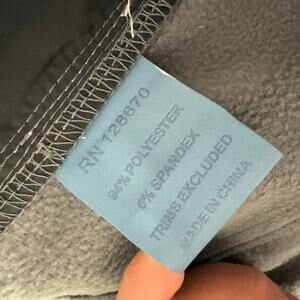 RN 128670
94% POLYESTER
6% SPANDEX
TRIMS EXCLUDED
MADE IN CHINA